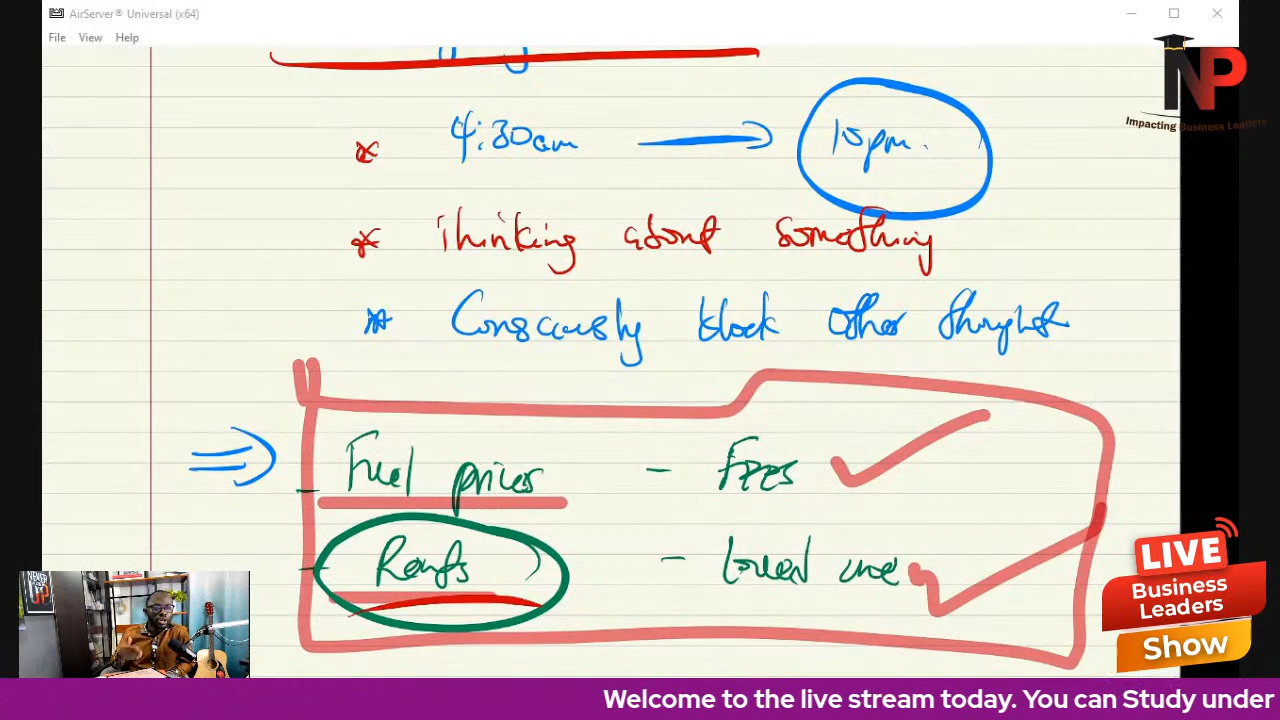 AirServer® Universal (x64)
File View Help
NP
Impacting Business Leaders
* 4:30am → 10pm.
* Thinking about something
* Consciously block other thoughts
⇒ - Fuel prices - Fees
- Rents - loved one
LIVE
Business
Leaders
Show
Welcome to the live stream today. You can Study under